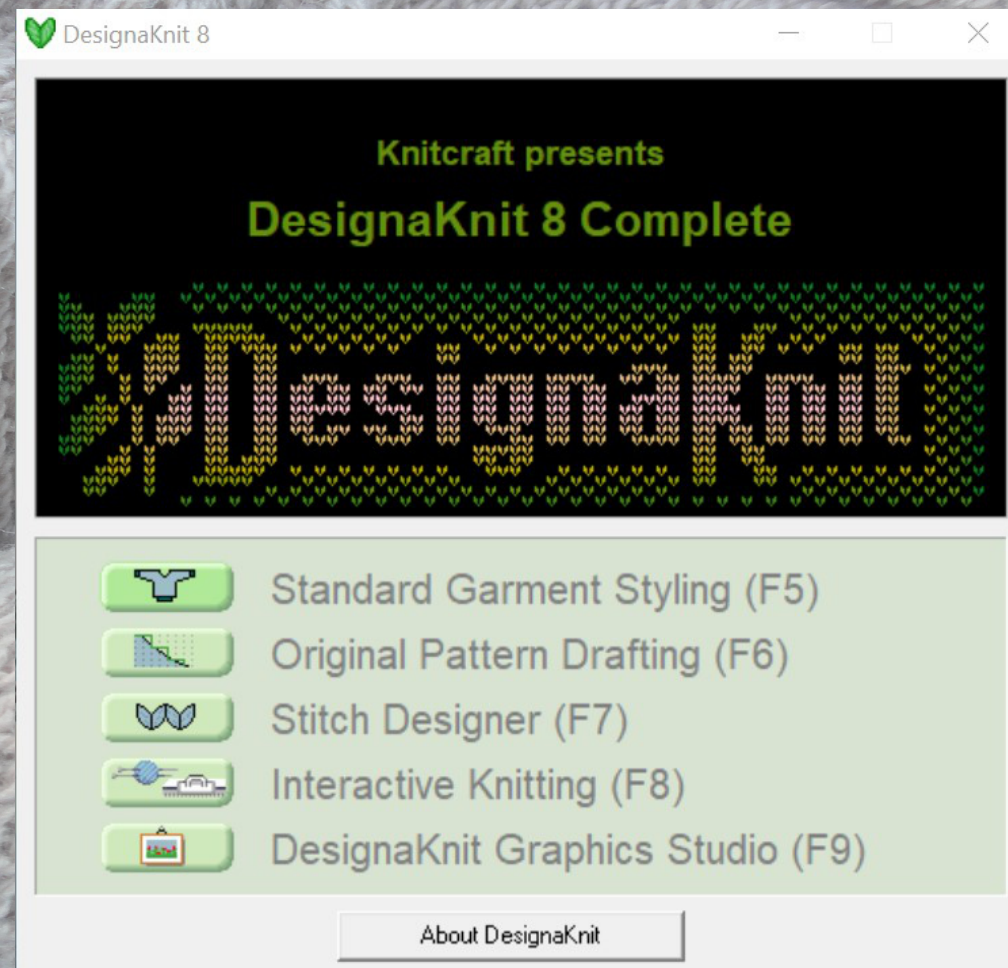 DesignaKnit 8
Knitcraft presents
DesignaKnit 8 Complete
DesignaKnit
Standard Garment Styling (F5)
Original Pattern Drafting (F6)
Stitch Designer (F7)
Interactive Knitting (F8)
DesignaKnit Graphics Studio (F9)
About DesignaKnit